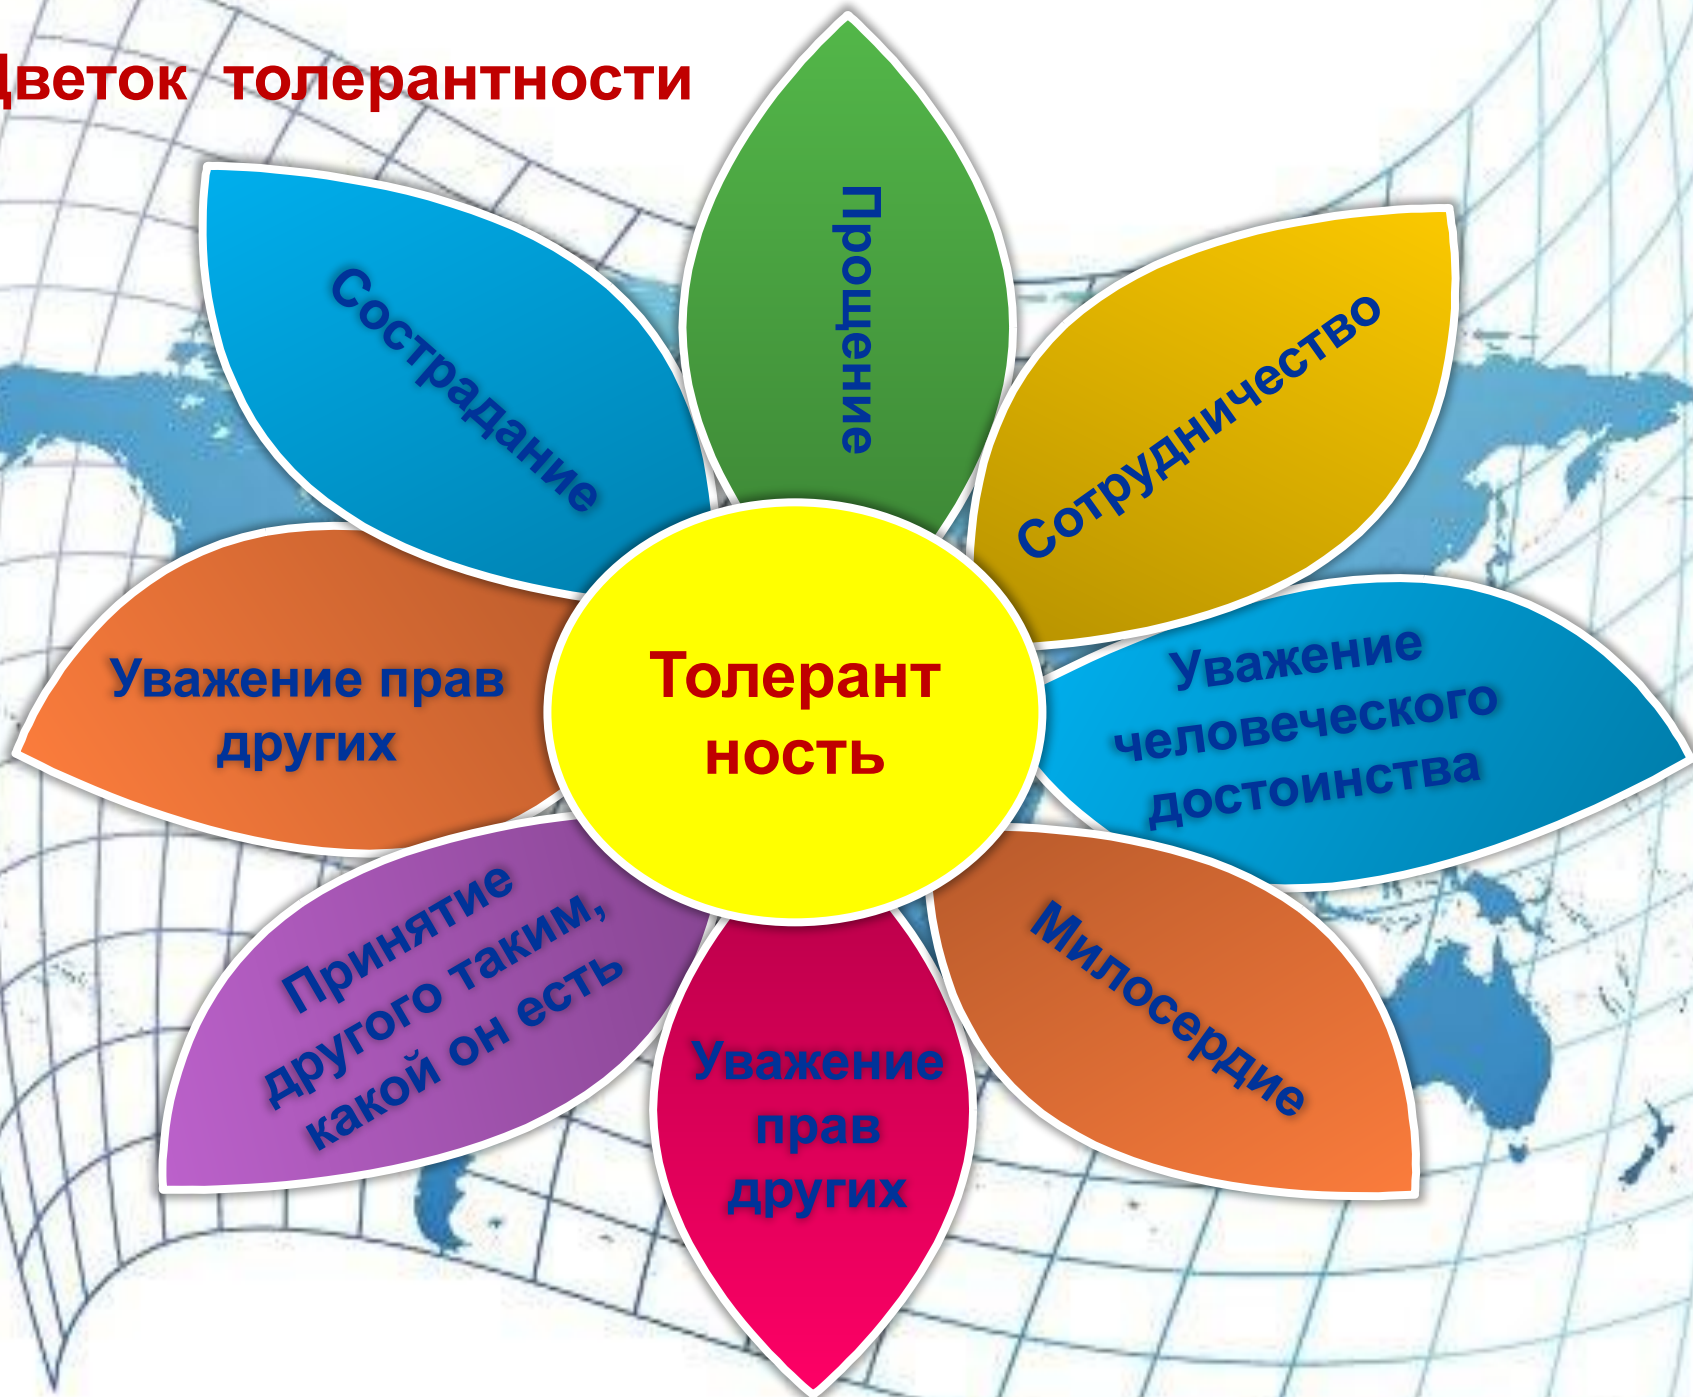 Цветок толерантности
Прощение
Сострадание
Сотрудничество
Толерант
ность
Уважение прав
других
Уважение
человеческого
достоинства
Принятие
другого таким,
какой он есть
Уважение
прав
других
Милосердие